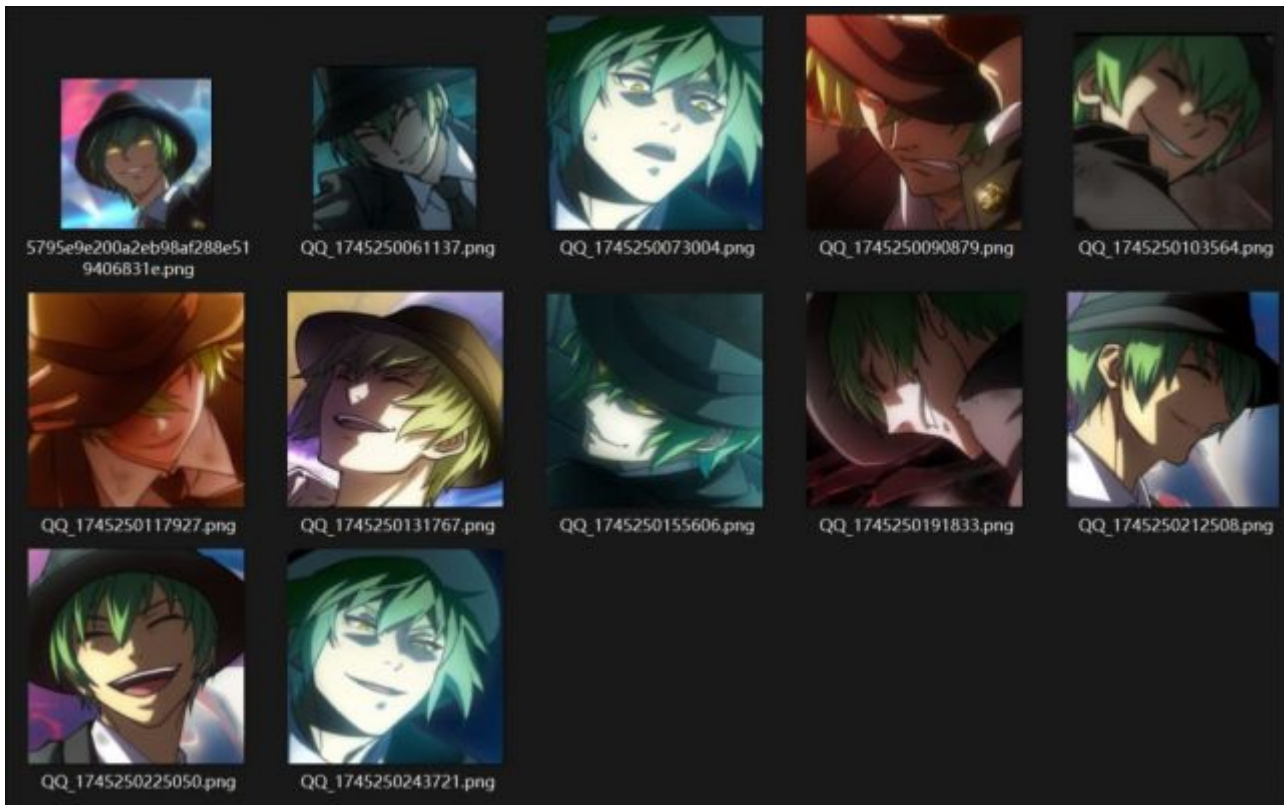 5795e9e200a2eb98af288e51
9406831e.png
QQ_1745250061137.png
QQ_1745250073004.png
QQ_1745250090879.png
QQ_1745250103564.png
QQ_1745250117927.png
QQ_1745250131767.png
QQ_1745250155606.png
QQ_1745250191833.png
QQ_1745250212508.png
QQ_1745250225050.png
QQ_1745250243721.png